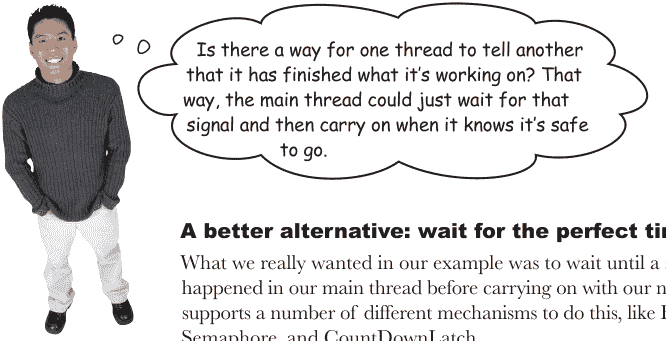 Is there a way for one thread to tell another
that it has finished what it's working on? That
way, the main thread could just wait for that
signal and then carry on when it knows it's safe
to go.
A better alternative: wait for the perfect
What we really wanted in our example was to wait until a
happened in our main thread before carrying on with our
supports a number of different mechanisms to do this, like
Semaphore, and CountDownLatch